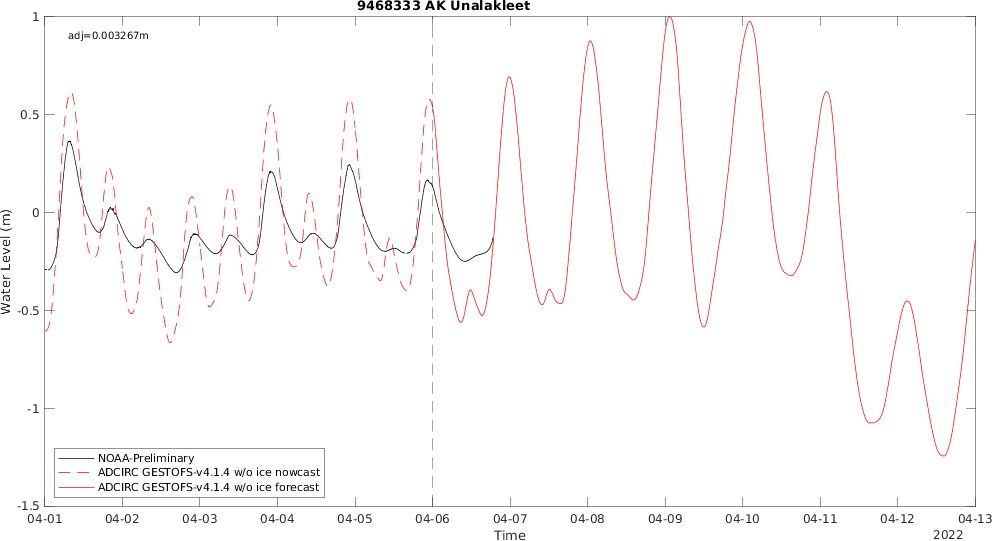 9468333 AK Unalakleet
adj=0.003267m
1
0.5
0
-0.5
-1
-1.5
Water Level (m)
NOAA-Preliminary
ADCIRC GESTOFS-v4.1.4 w/o ice nowcast
ADCIRC GESTOFS-v4.1.4 w/o ice forecast
04-01 04-02 04-03 04-04 04-05 04-06 04-07 04-08 04-09 04-10 04-11 04-12 04-13
Time
2022